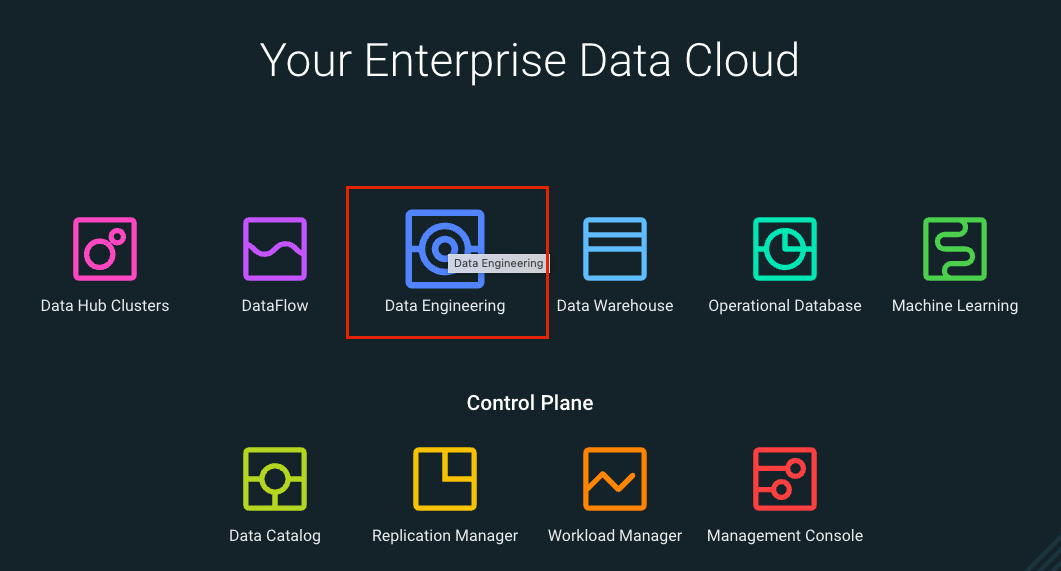 Your Enterprise Data Cloud
Data Engineering
Data Hub Clusters
DataFlow
Data Engineering
Data Warehouse
Operational Database
Machine Learning
Control Plane
Data Catalog
Replication Manager
Workload Manager
Management Console